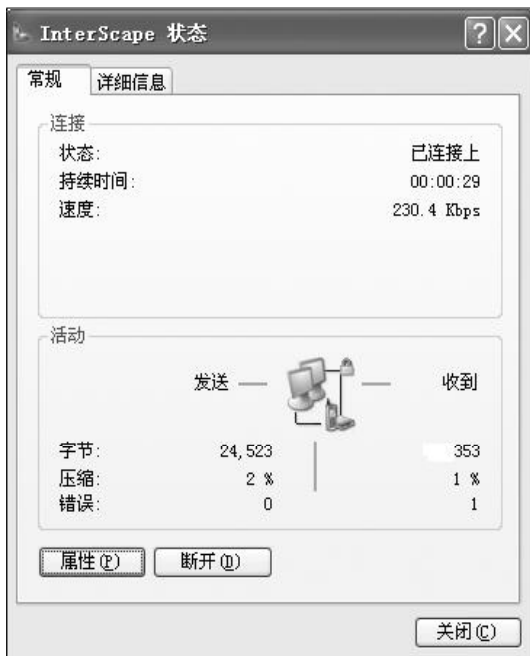 InterScape 状态
常规 详细信息
连接
状态: 已连接上
持续时间: 00:00:29
速度: 230.4 Kbps
活动
发送 收到
字节: 24,523 353
压缩: 2 % 1 %
错误: 0 1
属性(P) 断开(D)
关闭(C)